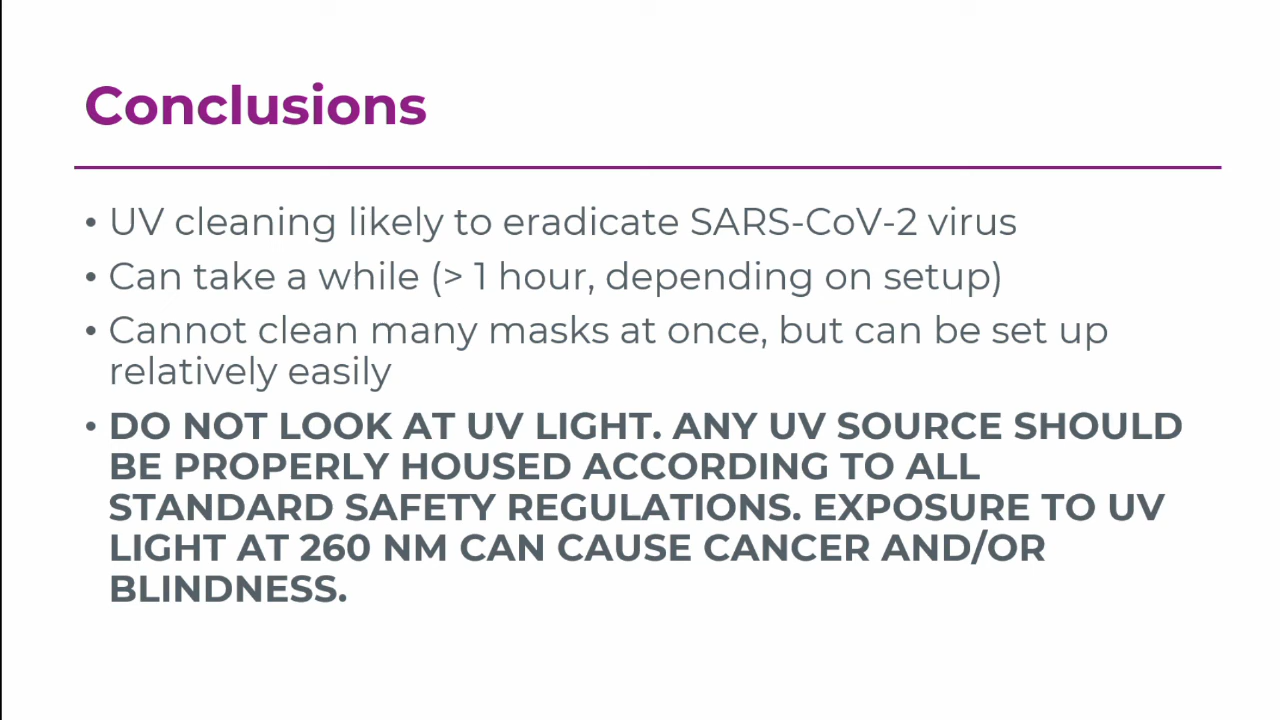 Conclusions
• UV cleaning likely to eradicate SARS-CoV-2 virus
• Can take a while (> 1 hour, depending on setup)
• Cannot clean many masks at once, but can be set up
relatively easily
• DO NOT LOOK AT UV LIGHT. ANY UV SOURCE SHOULD
BE PROPERLY HOUSED ACCORDING TO ALL
STANDARD SAFETY REGULATIONS. EXPOSURE TO UV
LIGHT AT 260 NM CAN CAUSE CANCER AND/OR
BLINDNESS.